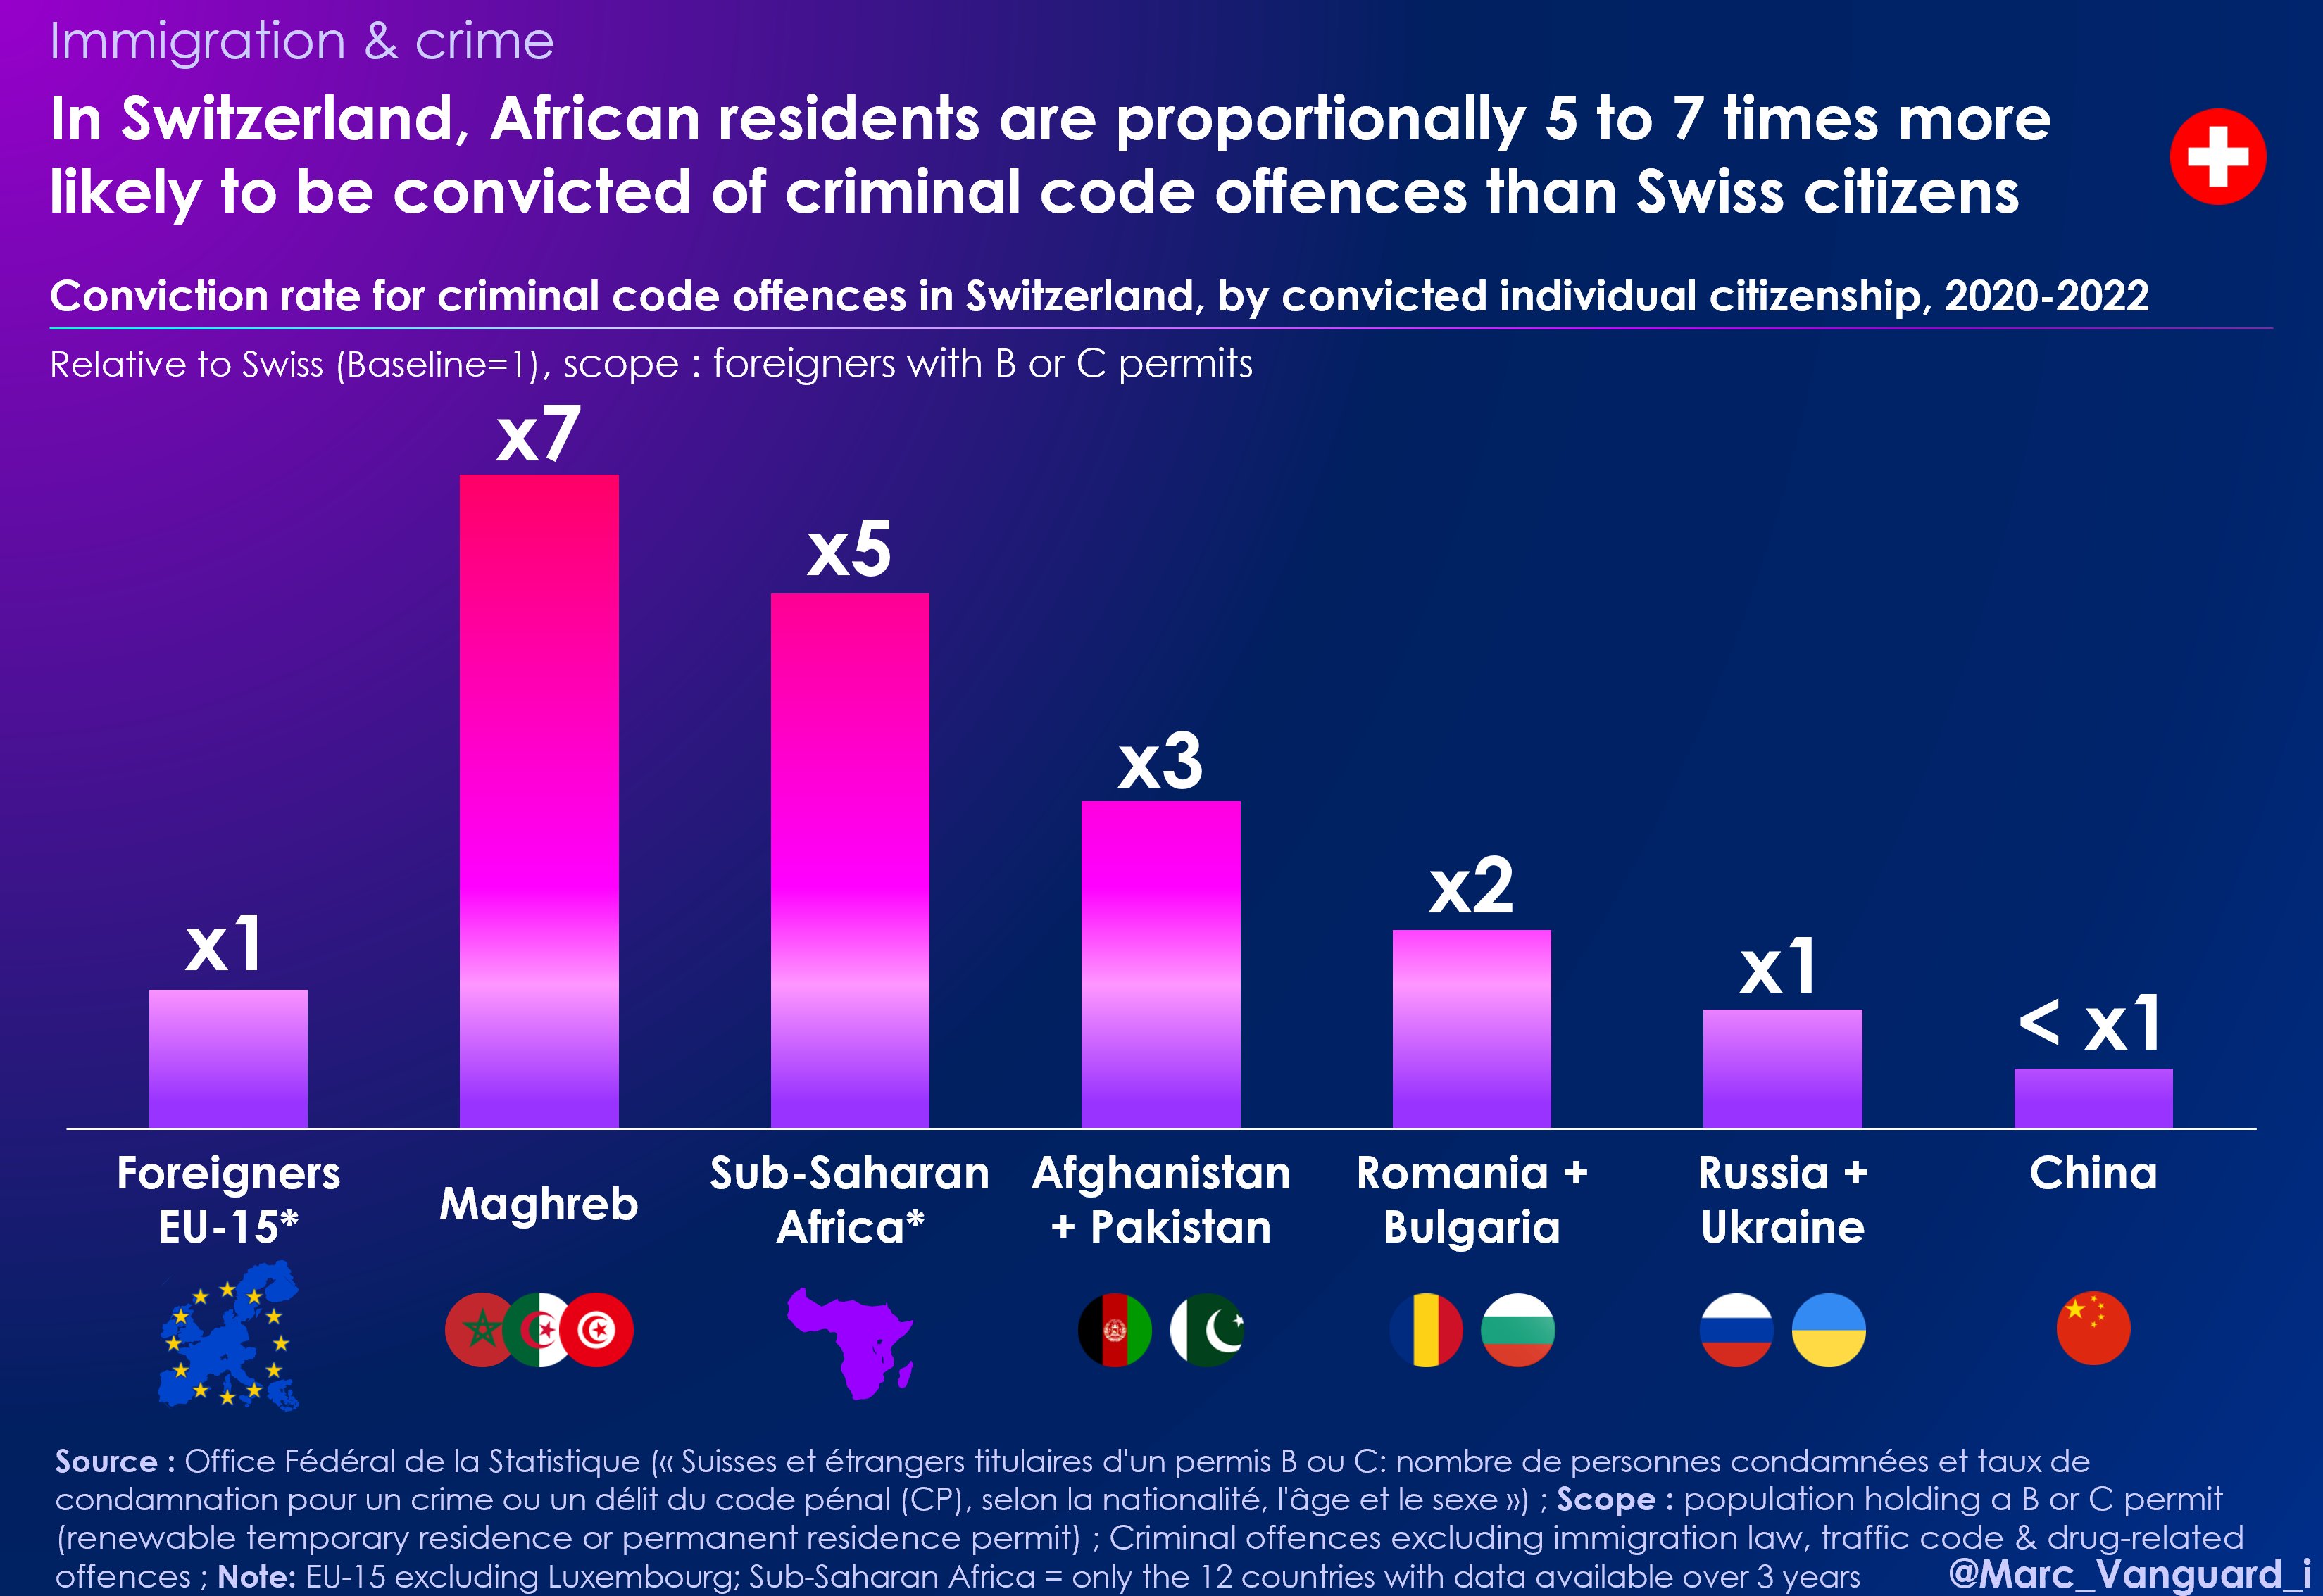 Immigration & crime
In Switzerland, African residents are proportionally 5 to 7 times more
likely to be convicted of criminal code offences than Swiss citizens
Conviction rate for criminal code offences in Switzerland, by convicted individual citizenship, 2020-2022
Relative to Swiss (Baseline=1), scope : foreigners with B or C permits
x1
x7
x5
x3
x2
x1
< x1
Foreigners
EU-15*
Maghreb
Sub-Saharan
Africa*
Afghanistan
+ Pakistan
Romania +
Bulgaria
Russia +
Ukraine
China
Source : Office Fédéral de la Statistique (« Suisses et étrangers titulaires d'un permis B ou C: nombre de personnes condamnées et taux de
condamnation pour un crime ou un délit du code pénal (CP), selon la nationalité, l'âge et le sexe ») ; Scope : population holding a B or C permit
(renewable temporary residence or permanent residence permit) ; Criminal offences excluding immigration law, traffic code & drug-related
offences ; Note: EU-15 excluding Luxembourg; Sub-Saharan Africa = only the 12 countries with data available over 3 years
@Marc_Vanguard_i